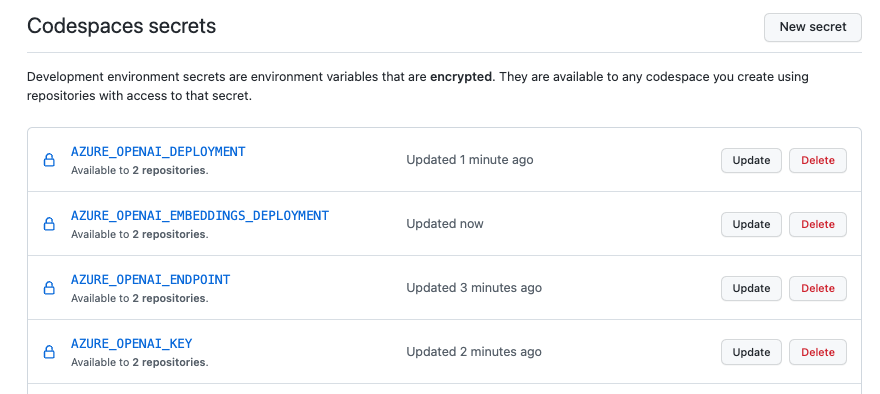 Codespaces secrets
New secret
Development environment secrets are environment variables that are encrypted. They are available to any codespace you create using
repositories with access to that secret.
AZURE_OPENAI_DEPLOYMENT
Available to 2 repositories.
Updated 1 minute ago
Update
Delete
AZURE_OPENAI_EMBEDDINGS_DEPLOYMENT
Available to 2 repositories.
Updated now
Update
Delete
AZURE_OPENAI_ENDPOINT
Available to 2 repositories.
Updated 3 minutes ago
Update
Delete
AZURE_OPENAI_KEY
Available to 2 repositories.
Updated 2 minutes ago
Update
Delete